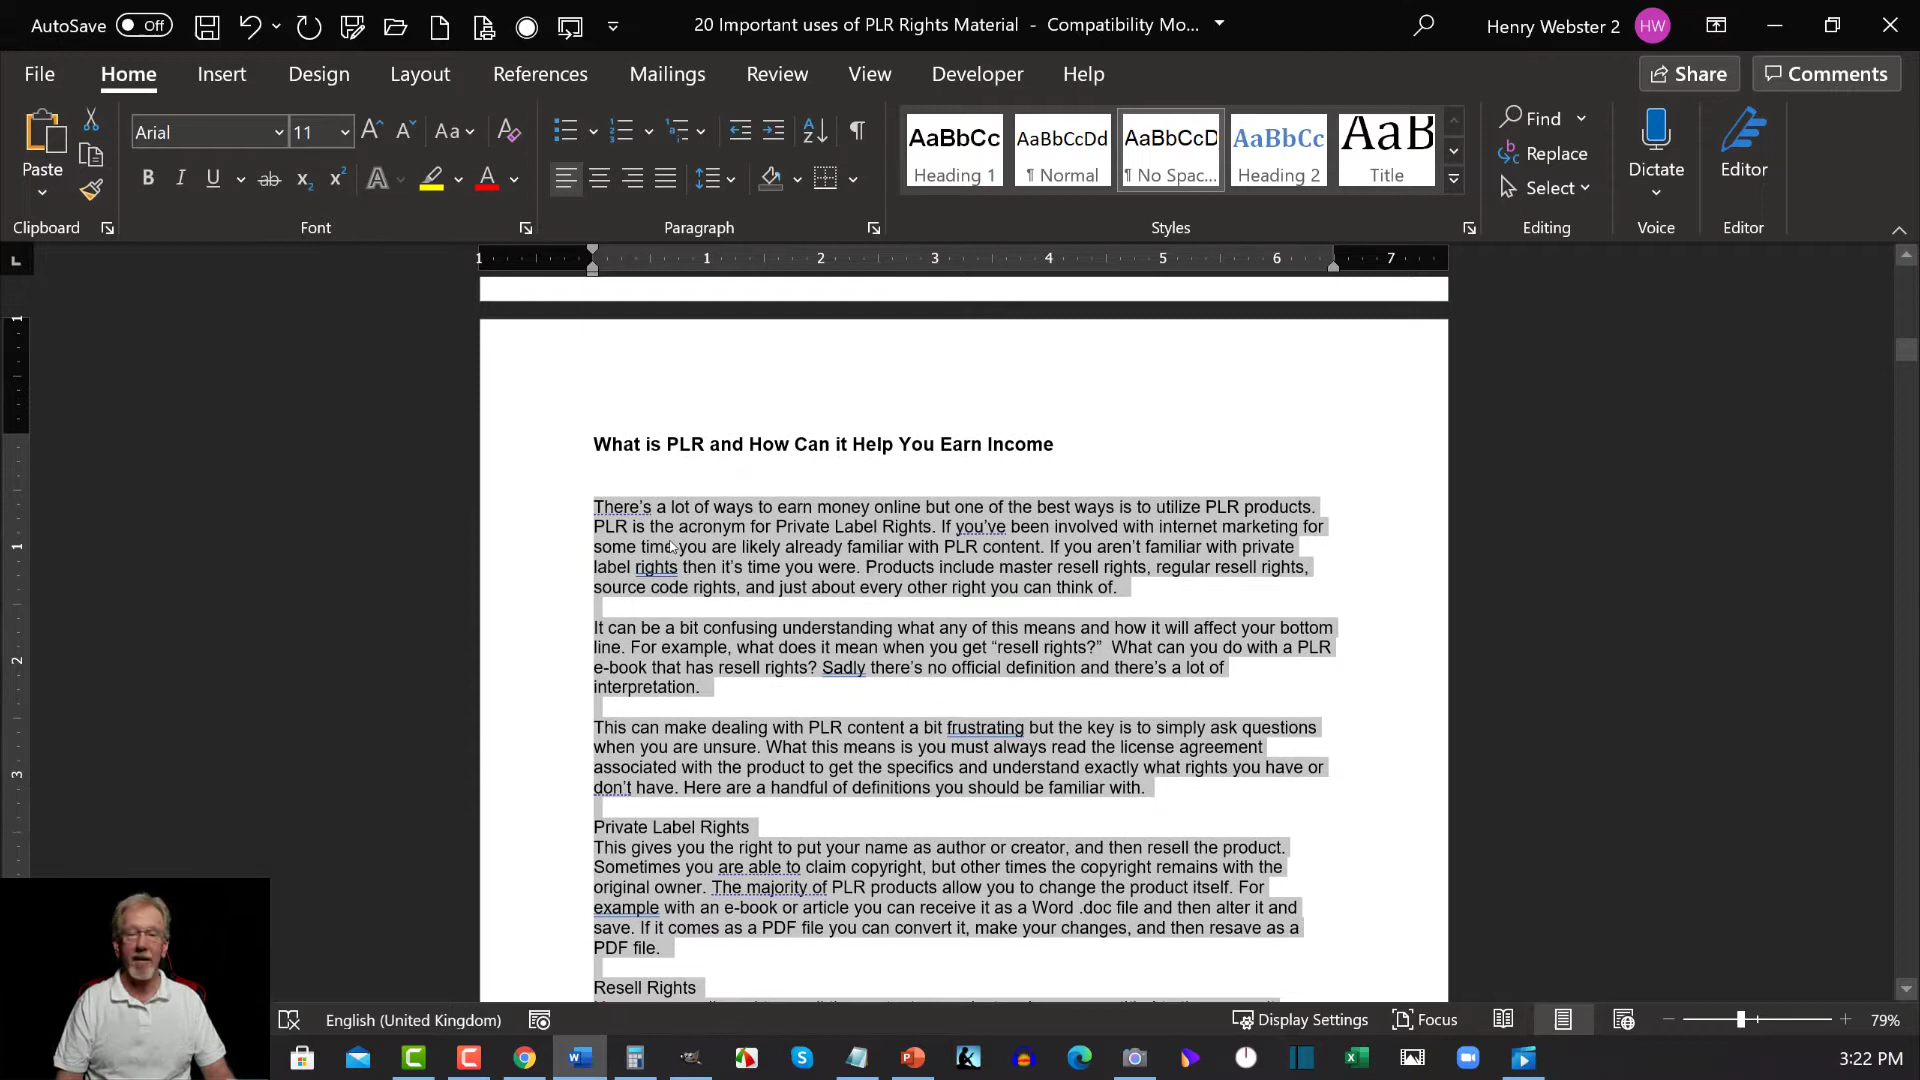 AutoSave Off 20 Important uses of PLR Rights Material - Compatibility Mo... Henry Webster 2 HW
File Home Insert Design Layout References Mailings Review View Developer Help Share Comments
Paste
Arial 11
Aa
B I U ab x2 x2 A A
AaBbCc AaBbCcDd AaBbCcD AaBbCc AaB
Heading 1 ¶ Normal ¶ No Spac... Heading 2 Title
Find
Replace
Select
Dictate
Editor
Clipboard Font Paragraph Styles Editing Voice Editor
1 1 2 3 4 5 6 7
1
1
2
3
What is PLR and How Can it Help You Earn Income
There’s a lot of ways to earn money online but one of the best ways is to utilize PLR products.
PLR is the acronym for Private Label Rights. If you’ve been involved with internet marketing for
some time you are likely already familiar with PLR content. If you aren’t familiar with private
label rights then it’s time you were. Products include master resell rights, regular resell rights,
source code rights, and just about every other right you can think of.
It can be a bit confusing understanding what any of this means and how it will affect your bottom
line. For example, what does it mean when you get “resell rights?”  What can you do with a PLR
e-book that has resell rights? Sadly there’s no official definition and there’s a lot of
interpretation.
This can make dealing with PLR content a bit frustrating but the key is to simply ask questions
when you are unsure. What this means is you must always read the license agreement
associated with the product to get the specifics and understand exactly what rights you have or
don’t have. Here are a handful of definitions you should be familiar with.
Private Label Rights
This gives you the right to put your name as author or creator, and then resell the product.
Sometimes you are able to claim copyright, but other times the copyright remains with the
original owner. The majority of PLR products allow you to change the product itself. For
example with an e-book or article you can receive it as a Word .doc file and then alter it and
save. If it comes as a PDF file you can convert it, make your changes, and then resave as a
PDF file.
Resell Rights
English (United Kingdom) Display Settings Focus 79%
3:22 PM